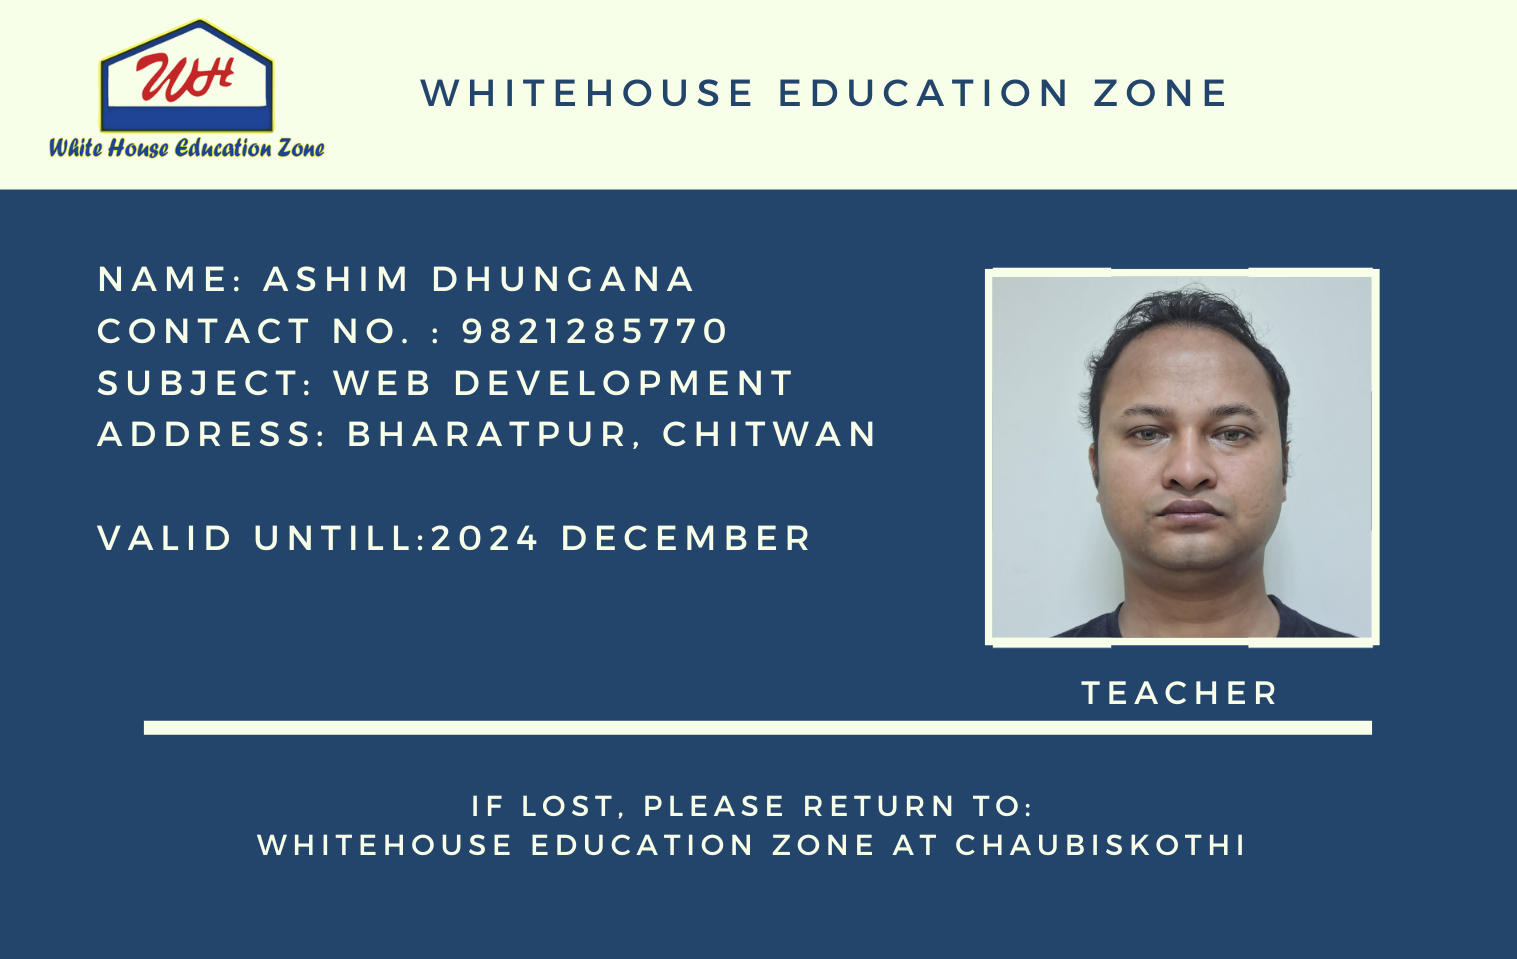 WH
White House Education Zone
WHITEHOUSE EDUCATION ZONE
NAME: ASHIM DHUNGANA
CONTACT NO. : 9821285770
SUBJECT: WEB DEVELOPMENT
ADDRESS: BHARATPUR, CHITWAN
VALID UNTILL:2024 DECEMBER
TEACHER
IF LOST, PLEASE RETURN TO:
WHITEHOUSE EDUCATION ZONE AT CHAUBISKOTHI